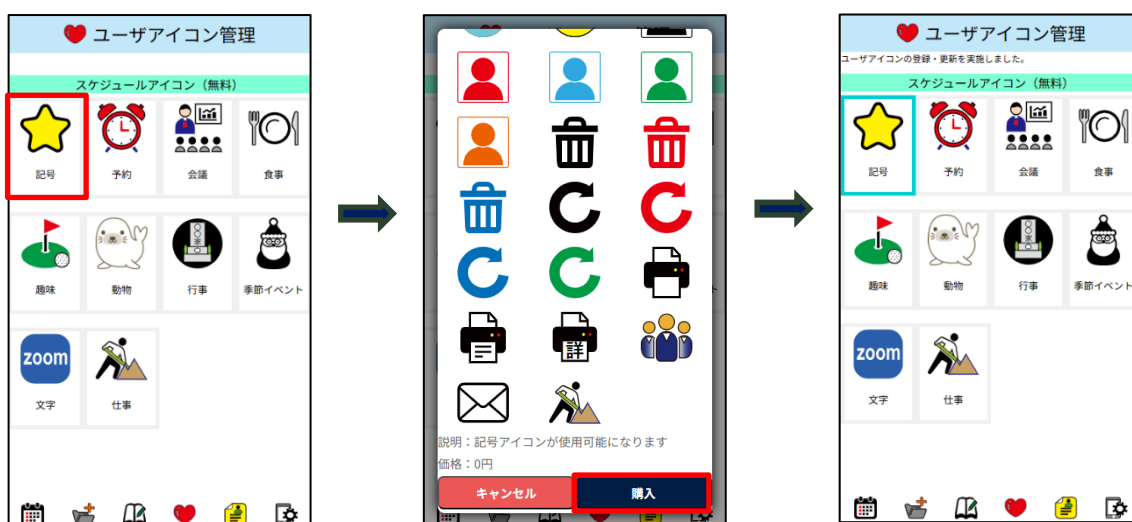 ユーザアイコン管理
スケジュールアイコン（無料）
記号
予約
会議
食事
趣味
動物
行事
季節イベント
zoom
文字
仕事
詳
説明：記号アイコンが使用可能になります
価格：0円
キャンセル
購入
ユーザアイコン管理
ユーザアイコンの登録・更新を実施しました。
スケジュールアイコン（無料）
記号
予約
会議
食事
趣味
動物
行事
季節イベント
zoom
文字
仕事